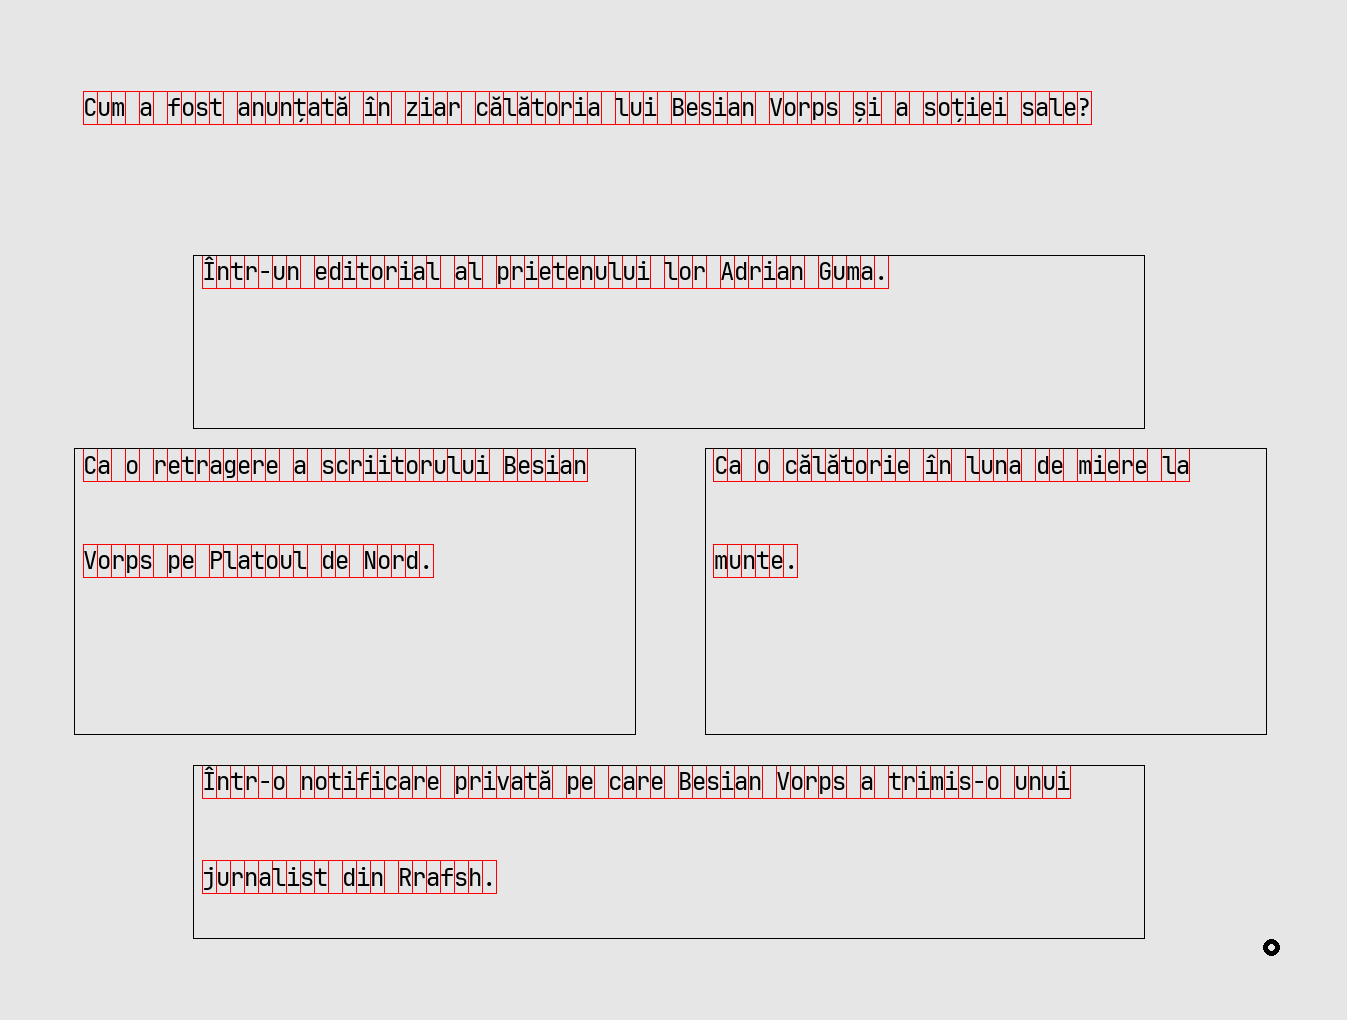 Cum a fost anunțată în ziar călătoria lui Besian Vorps și a soției sale?
Într-un editorial al prietenului lor Adrian Guma.
Ca o retragere a scriitorului Besian
Vorps pe Platoul de Nord.
Ca o călătorie în luna de miere la
munte.
Într-o notificare privată pe care Besian Vorps a trimis-o unui
jurnalist din Rrafsh.